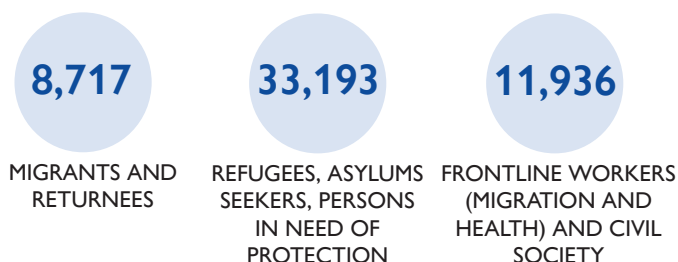 8,717
MIGRANTS AND
RETURNEES
33,193
REFUGEES, ASYLUMS
SEEKERS, PERSONS
IN NEED OF
PROTECTION
11,936
FRONTLINE WORKERS
(MIGRATION AND
HEALTH) AND CIVIL
SOCIETY